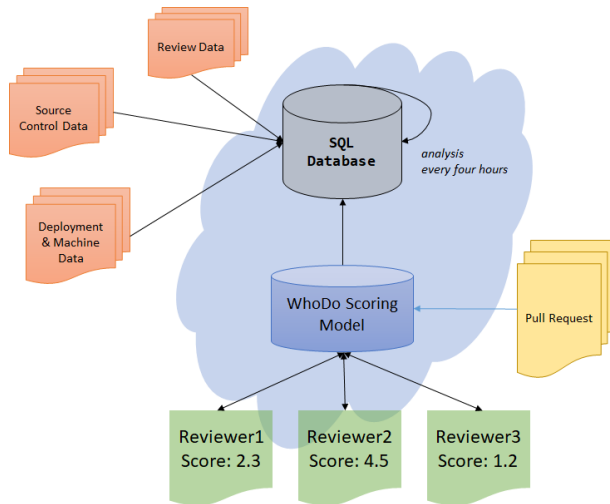 Review Data
Source
Control Data
SQL
Database
analysis
every four hours
Deployment
& Machine
Data
WhoDo Scoring
Model
Pull Request
Reviewer1
Score: 2.3
Reviewer2
Score: 4.5
Reviewer3
Score: 1.2